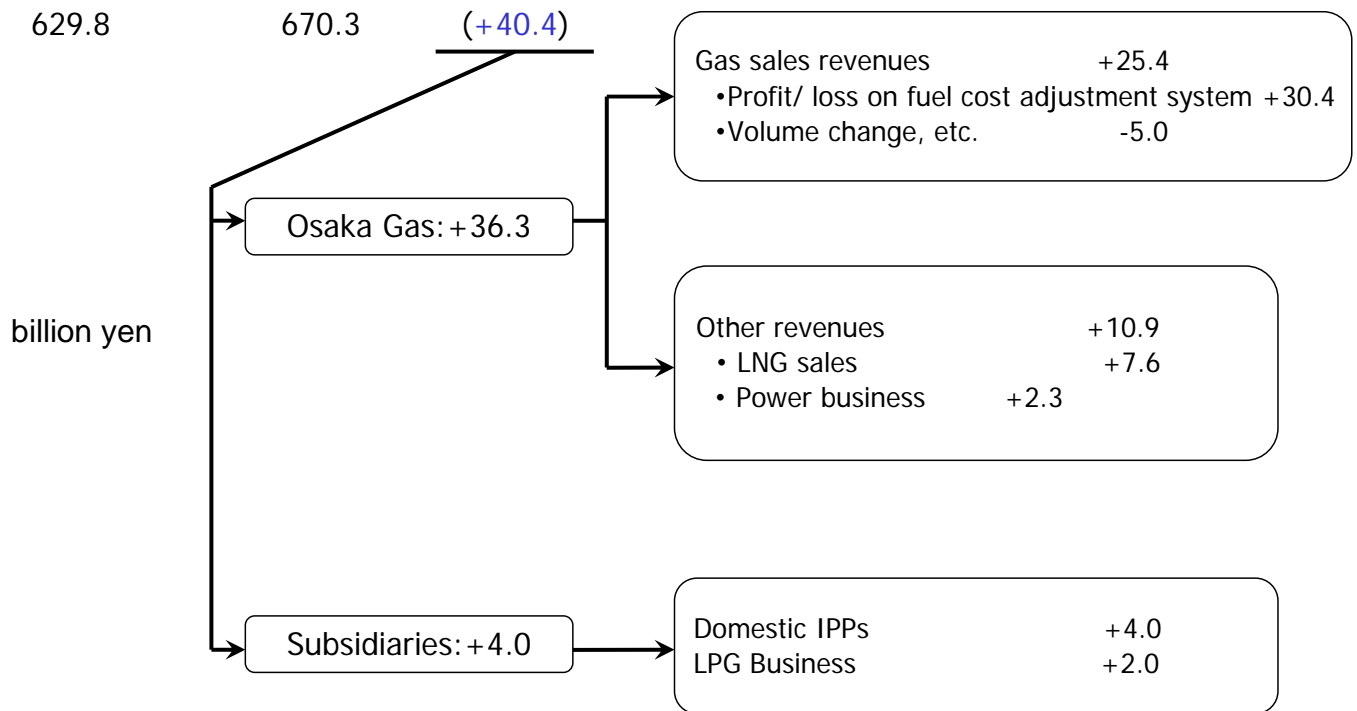 629.8 670.3 (+40.4)
Gas sales revenues +25.4
•Profit/ loss on fuel cost adjustment system +30.4
•Volume change, etc. -5.0
Osaka Gas:+36.3
billion yen
Other revenues +10.9
• LNG sales +7.6
• Power business +2.3
Subsidiaries:+4.0
Domestic IPPs +4.0
LPG Business +2.0